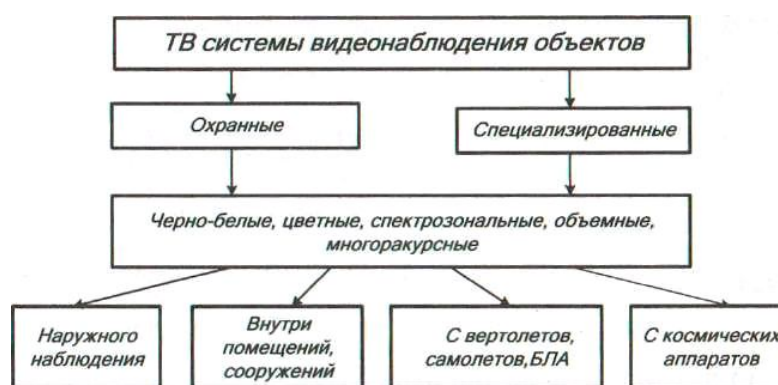 ТВ системы видеонаблюдения объектов
Охранные
Специализированные
Черно-белые, цветные, спектрозональные, объемные,
многоракурсные
Наружного
наблюдения
Внутри
помещений,
сооружений
С вертолетов,
самолетов,БЛА
С космических
аппаратов